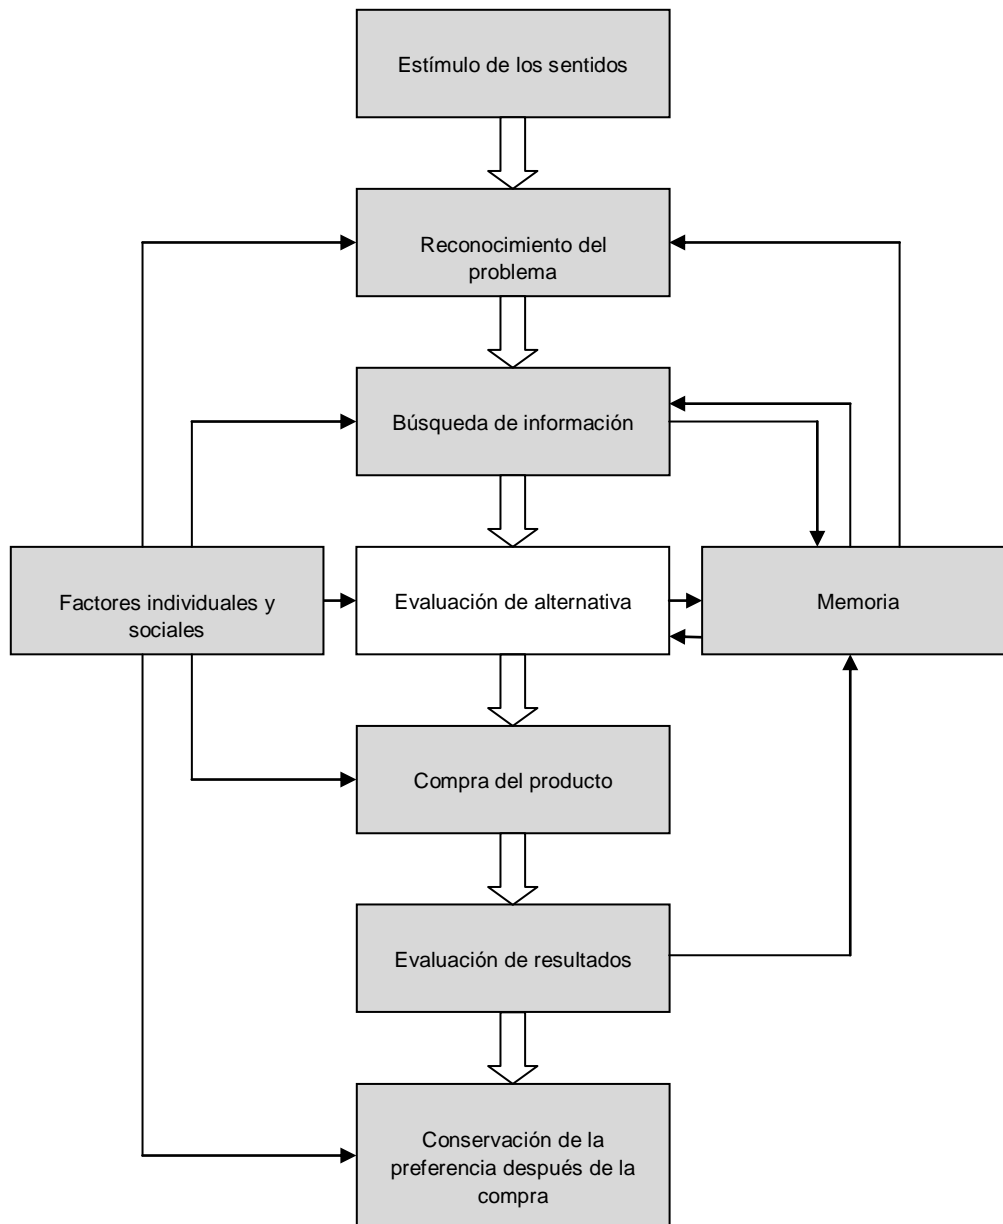 Estímulo de los sentidos
Reconocimiento del
problema
Búsqueda de información
Factores individuales y
sociales
Evaluación de alternativa
Memoria
Compra del producto
Evaluación de resultados
Conservación de la
preferencia después de la
compra